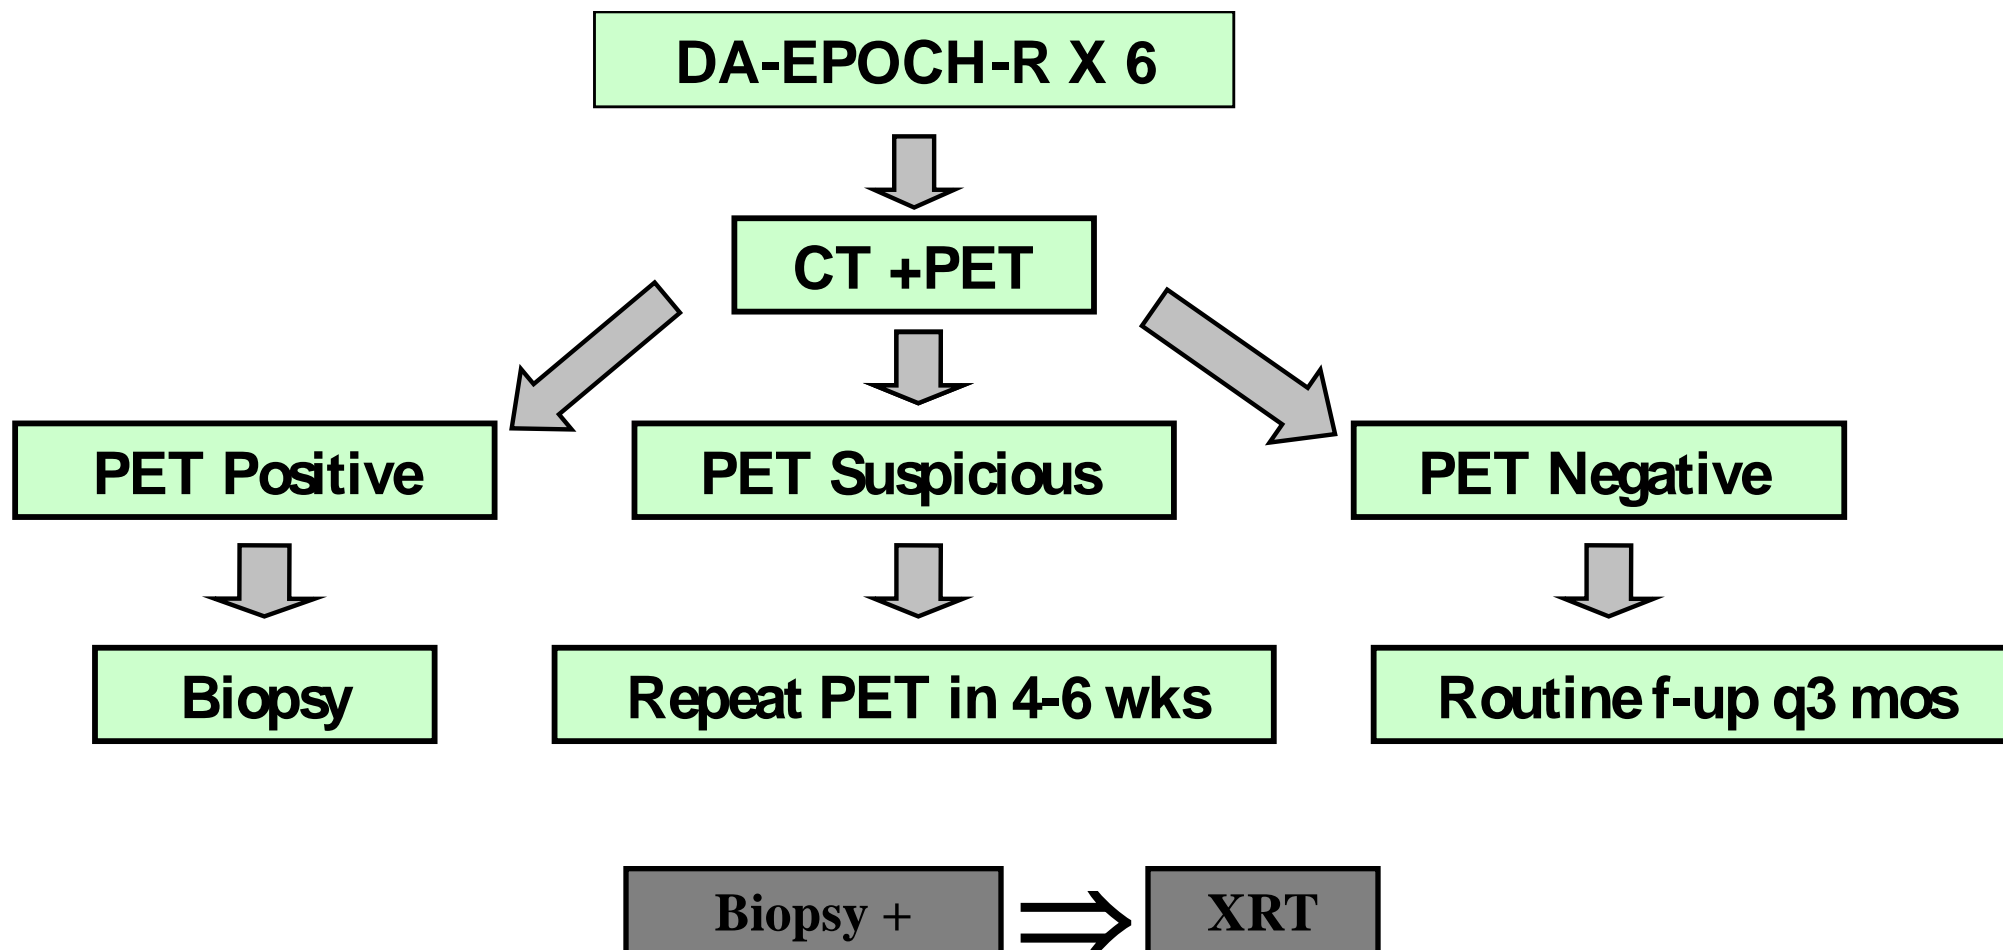 DA-EPOCH-R X 6
CT +PET
PET Positive
PET Suspicious
PET Negative
Biopsy
Repeat PET in 4-6 wks
Routine f-up q3 mos
Biopsy +
XRT